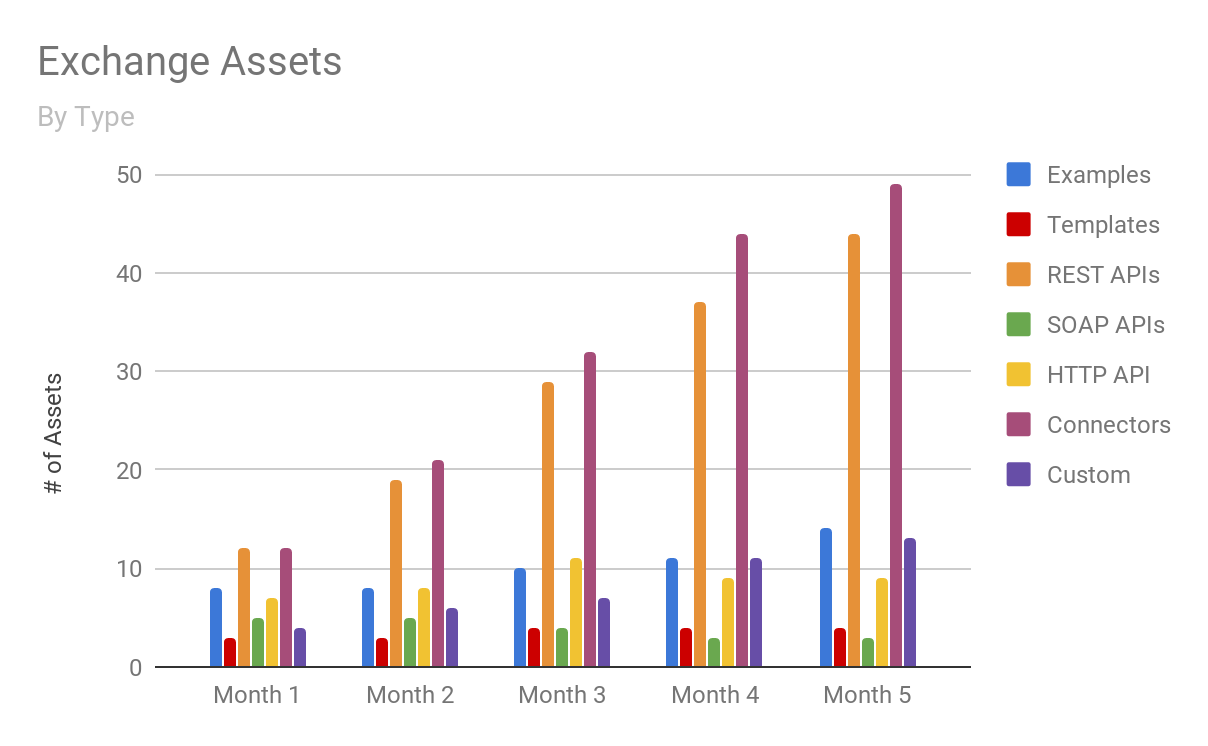 Exchange Assets
By Type
# of Assets
50
40
30
20
10
0
Month 1
Month 2
Month 3
Month 4
Month 5
Examples
Templates
REST APIs
SOAP APIs
HTTP API
Connectors
Custom